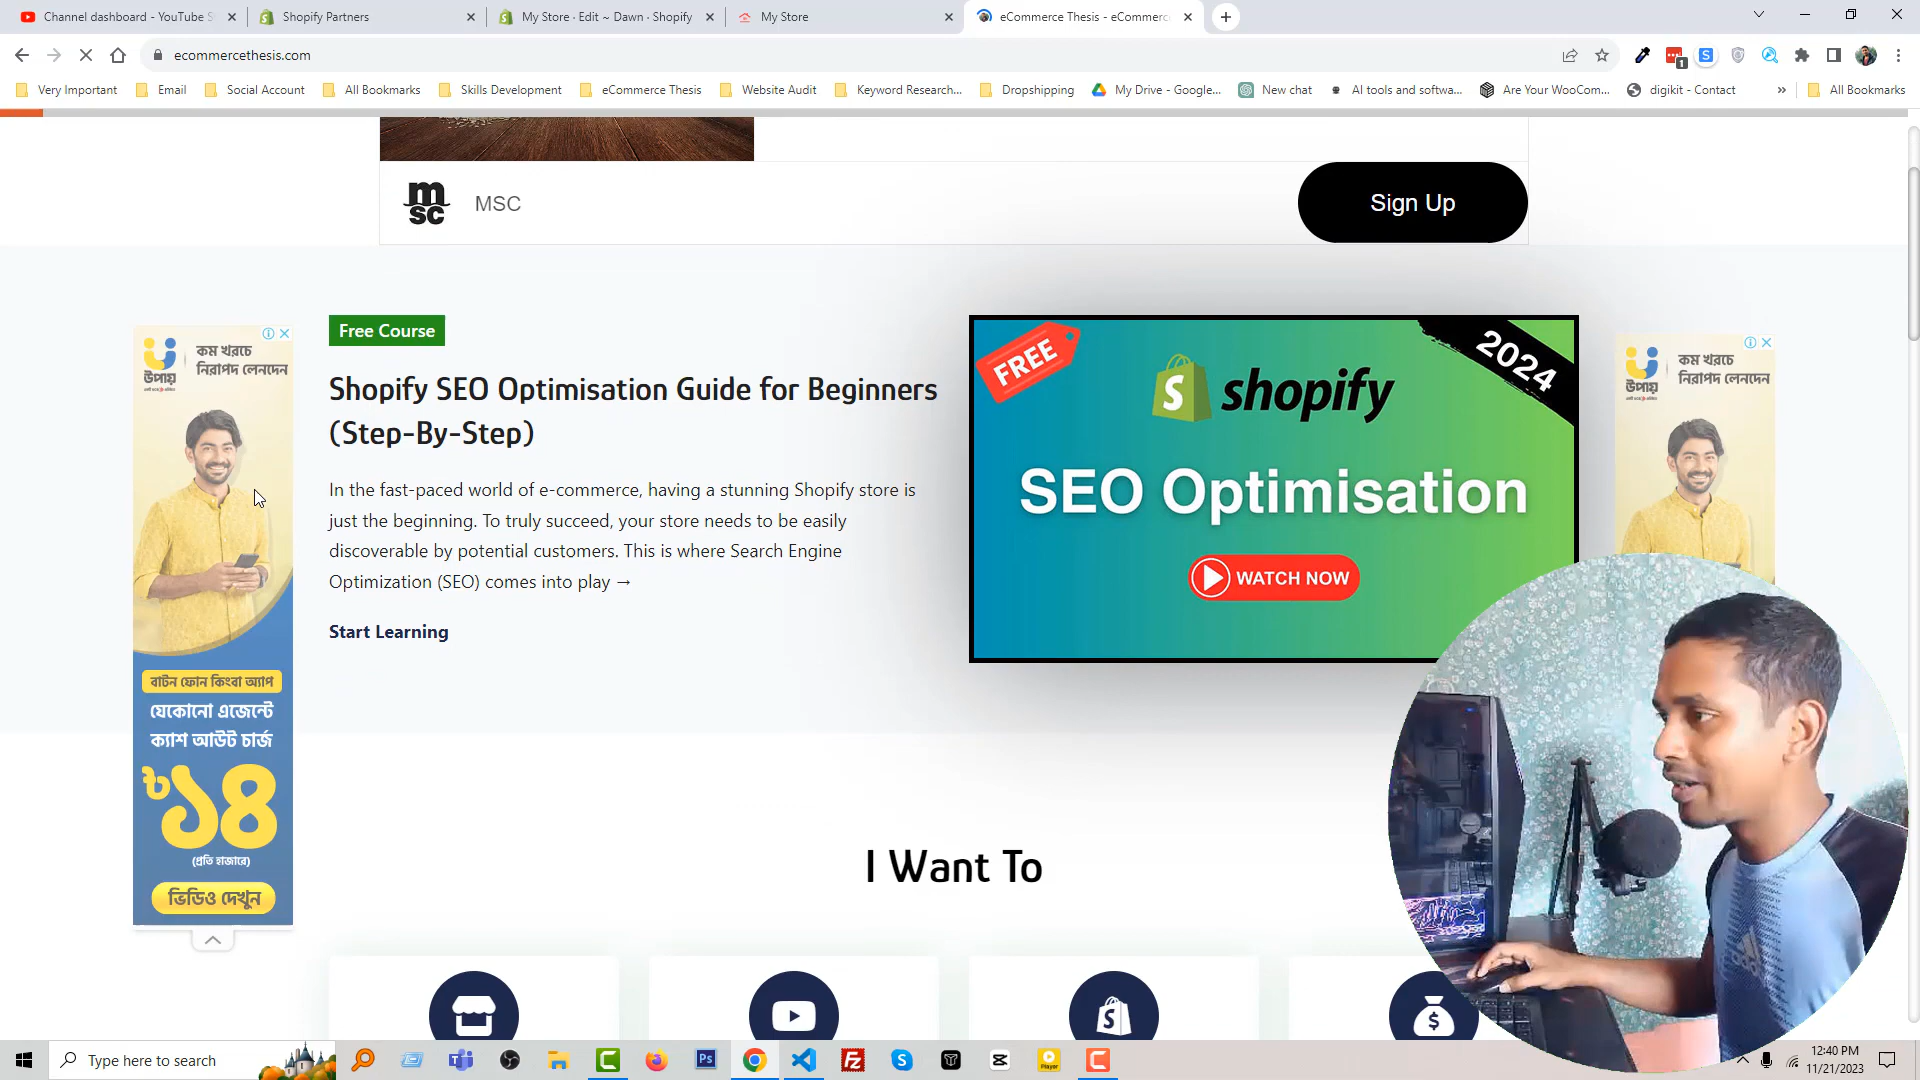 Channel dashboard - YouTube S
Shopify Partners
My Store · Edit ~ Dawn · Shopify
My Store
eCommerce Thesis - eCommerc
ecommercethesis.com
1
Very Important
Email
Social Account
All Bookmarks
Skills Development
eCommerce Thesis
Website Audit
Keyword Research...
Dropshipping
My Drive - Google...
New chat
AI tools and softwa...
Are Your WooCom...
digikit - Contact
»
All Bookmarks
m
sc
MSC
Sign Up
Free Course
Shopify SEO Optimisation Guide for Beginners
(Step-By-Step)
In the fast-paced world of e-commerce, having a stunning Shopify store is
just the beginning. To truly succeed, your store needs to be easily
discoverable by potential customers. This is where Search Engine
Optimization (SEO) comes into play →
Start Learning
FREE
shopify
2024
SEO Optimisation
WATCH NOW
উপায়
কম খরচে
নিরাপদ লেনদেন
বাটন ফোন কিংবা অ্যাপ
যেকোনো এজেন্টে
ক্যাশ আউট চার্জ
৳১৪
(প্রতি হাজারে)
ভিডিও দেখুন
উপায়
কম খরচে
নিরাপদ লেনদেন
I Want To
Type here to search
Ps
Player
12:40 PM
11/21/2023